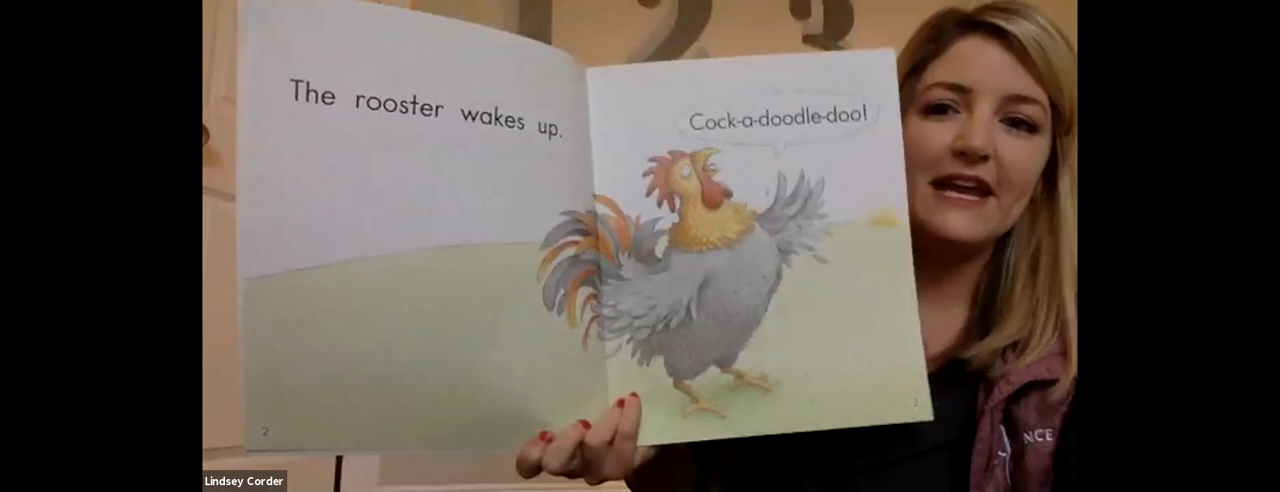 The rooster wakes up.
Cock-a-doodle-doo!
2
3
NCE
Lindsey Corder